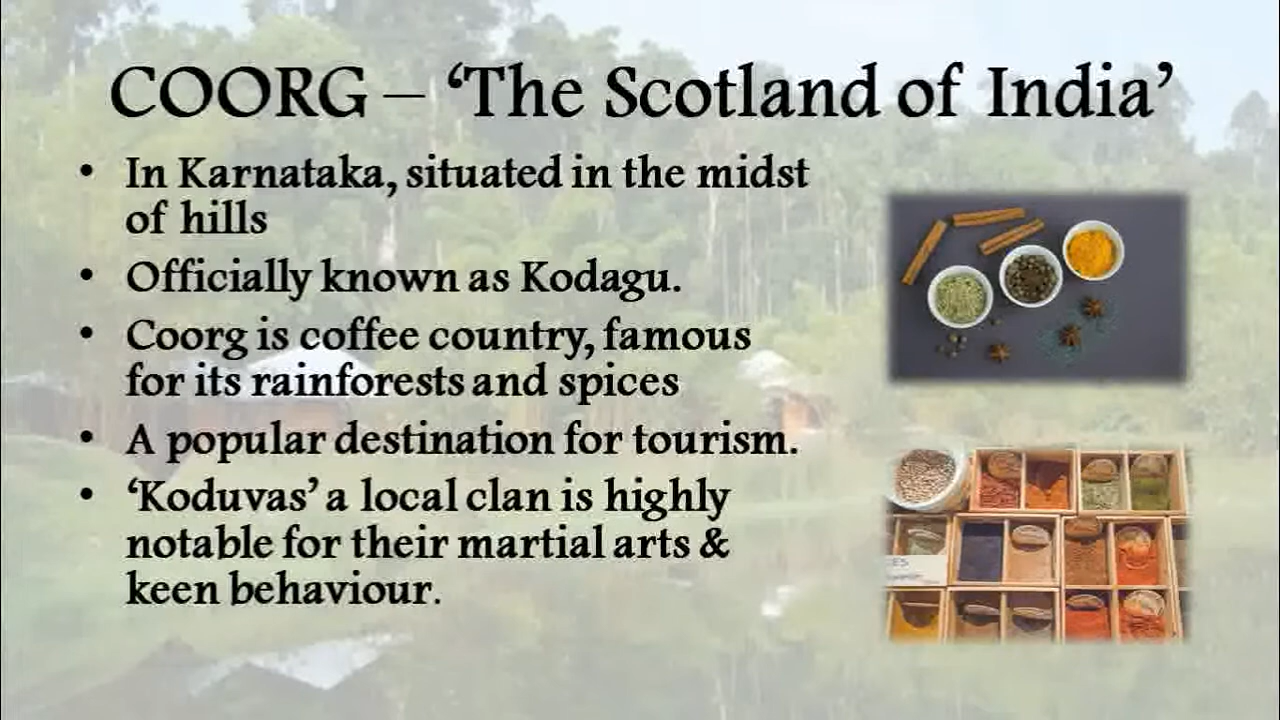 COORG – ‘The Scotland of India’
• In Karnataka, situated in the midst
of hills
• Officially known as Kodagu.
• Coorg is coffee country, famous
for its rainforests and spices
• A popular destination for tourism.
• ‘Koduvas’ a local clan is highly
notable for their martial arts &
keen behaviour.